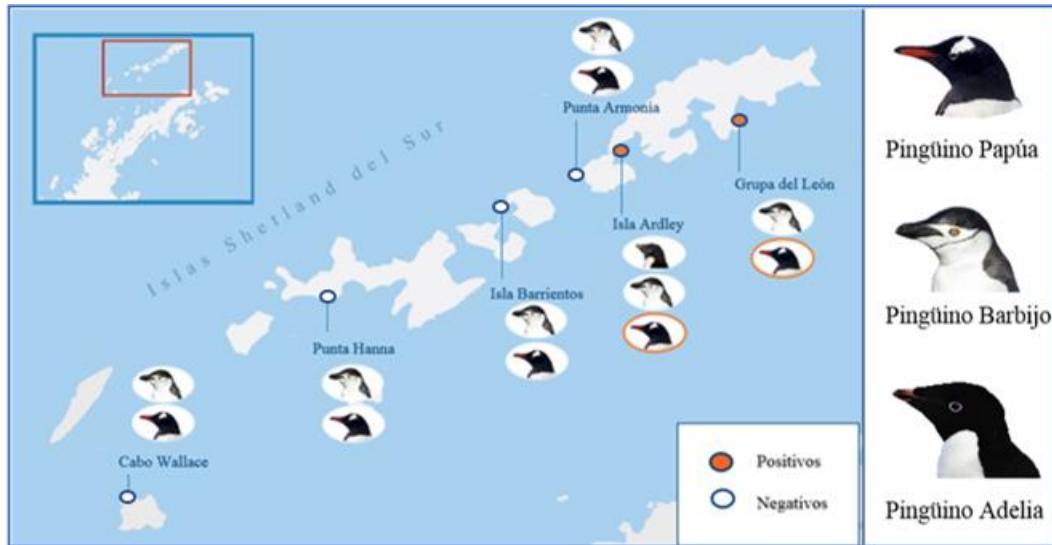 Punta Armonia
Pingüino Papúa
Grupa del León
Islas Shetland del Sur
Isla Ardley
Isla Barrientos
Pingüino Barbijo
Punta Hanna
Cabo Wallace
Positivos
Negativos
Pingüino Adelia